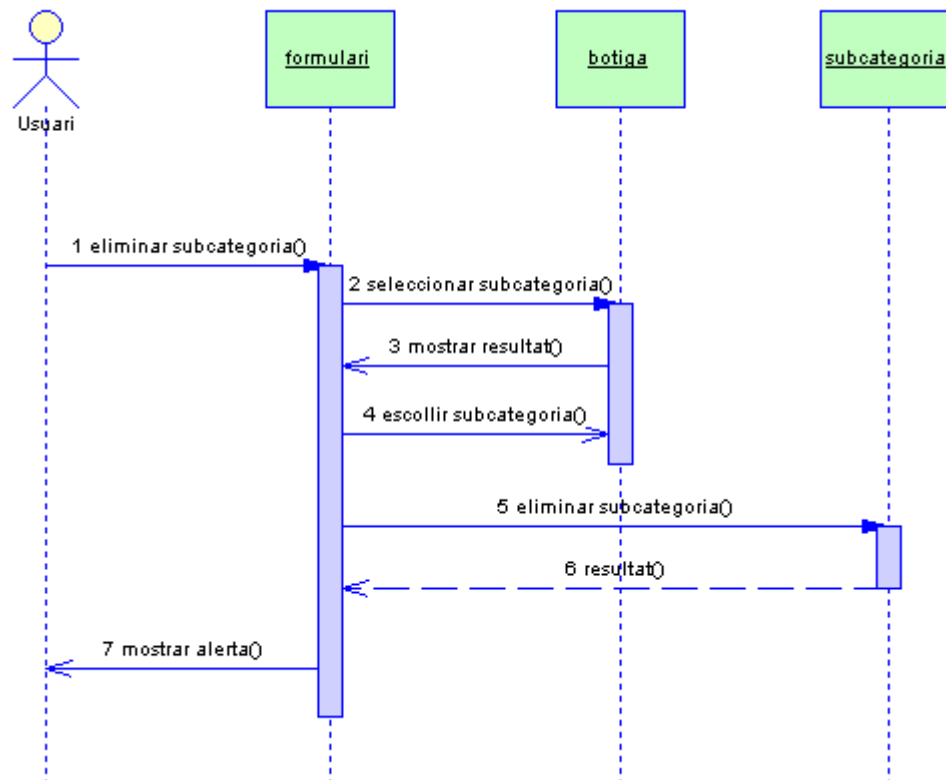 formulari
botiga
subcategoria
Usuari
1 eliminar subcategoria()
2 seleccionar subcategoria()
3 mostrar resultat()
4 escollir subcategoria()
5 eliminar subcategoria()
6 resultat()
7 mostrar alerta()